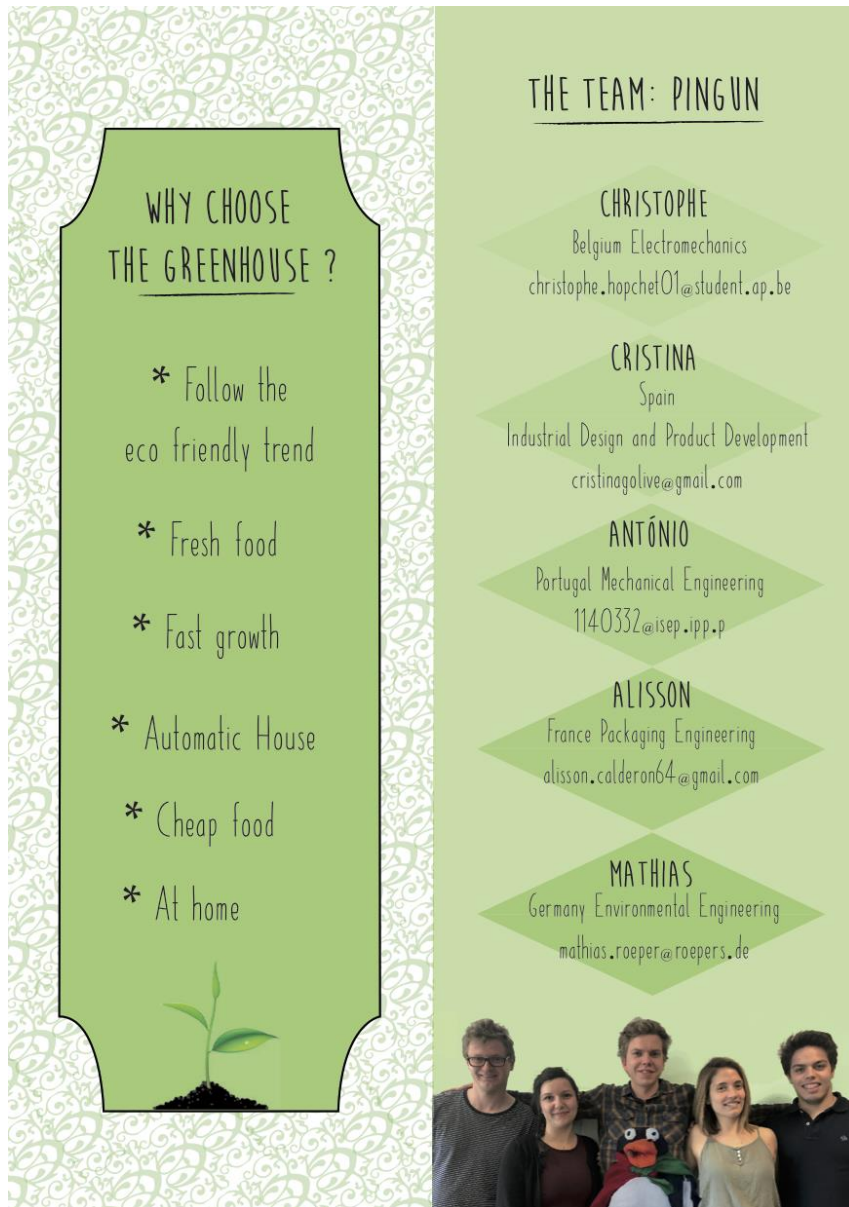 WHY CHOOSE
THE GREENHOUSE ?
* Follow the
eco friendly trend
* Fresh food
* Fast growth
* Automatic House
* Cheap food
* At home
THE TEAM: PINGUN
CHRISTOPHE
Belgium Electromechanics
christophe.hopchet01@student.ap.be
CRISTINA
Spain
Industrial Design and Product Development
cristinagolive@gmail.com
ANTÓNIO
Portugal Mechanical Engineering
1140332@isep.ipp.p
ALISSON
France Packaging Engineering
alisson.calderon64@gmail.com
MATHIAS
Germany Environmental Engineering
mathias.roeper@roepers.de